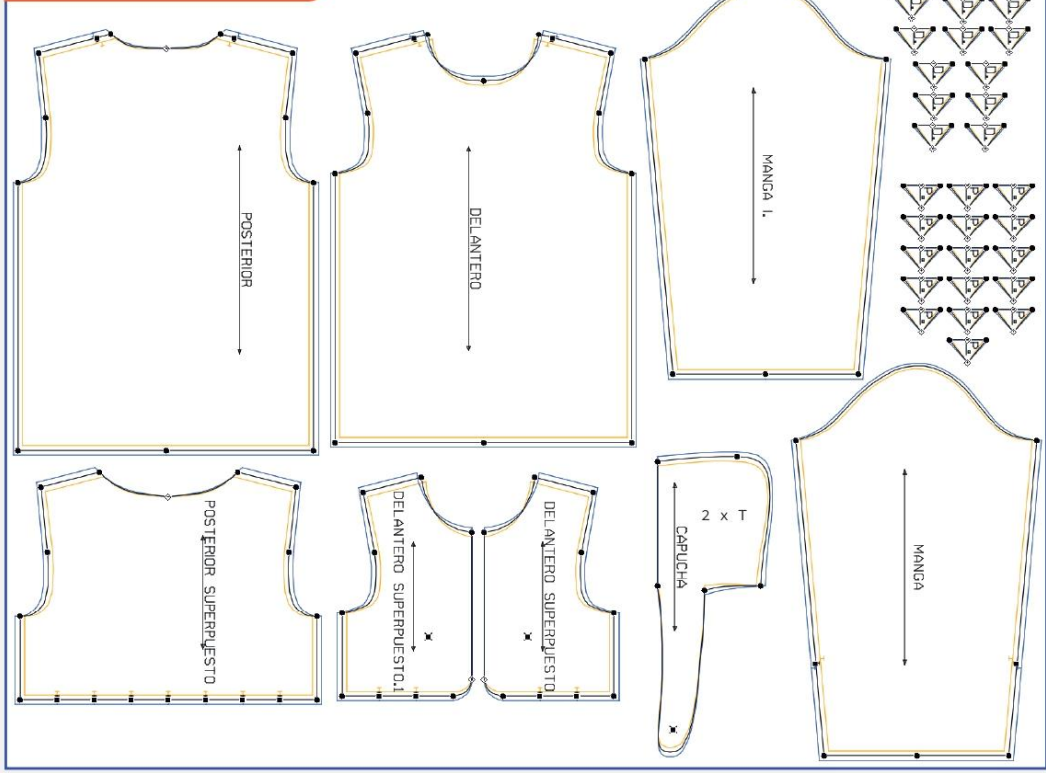 POSTERIOR
DELANTERO
MANGA I.
POSTERIOR SUPERPUESTO
DELANTERO SUPERPUESTO.1
DELANTERO SUPERPUESTO
2 x T
CAPUCHA
MANGA